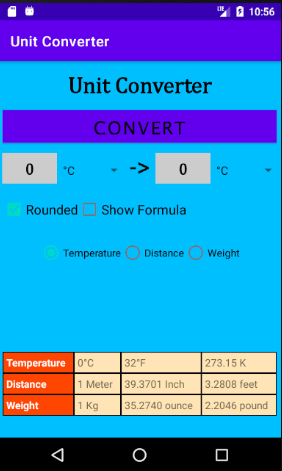 LTE 10:56
Unit Converter
Unit Converter
CONVERT
0 °C -> 0 °C
Rounded Show Formula
Temperature Distance Weight
Temperature 0°C 32°F 273.15 K
Distance 1 Meter 39.3701 Inch 3.2808 feet
Weight 1 Kg 35.2740 ounce 2.2046 pound